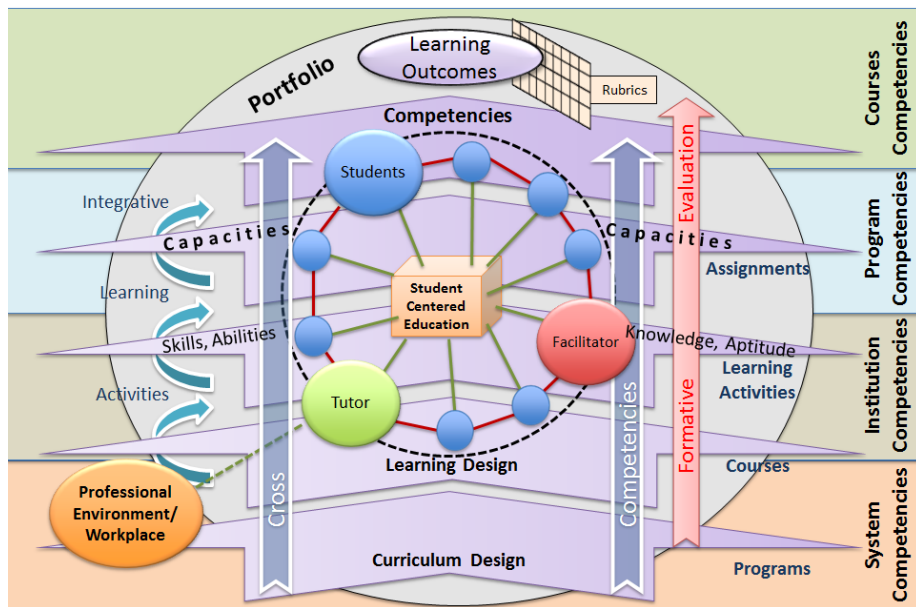 Learning
Outcomes
Portfolio
Rubrics
Courses
Competencies
Competencies
Students
Evaluation
Integrative
Capacities
Capacities
Program
Competencies
Assignments
Learning
Student
Centered
Education
Skills, Abilities
Facilitator
Knowledge, Aptitude
Institution
Competencies
Learning
Activities
Activities
Tutor
Formative
Learning Design
Courses
Professional
Environment/
Workplace
Cross
Competencies
System
Competencies
Curriculum Design
Programs